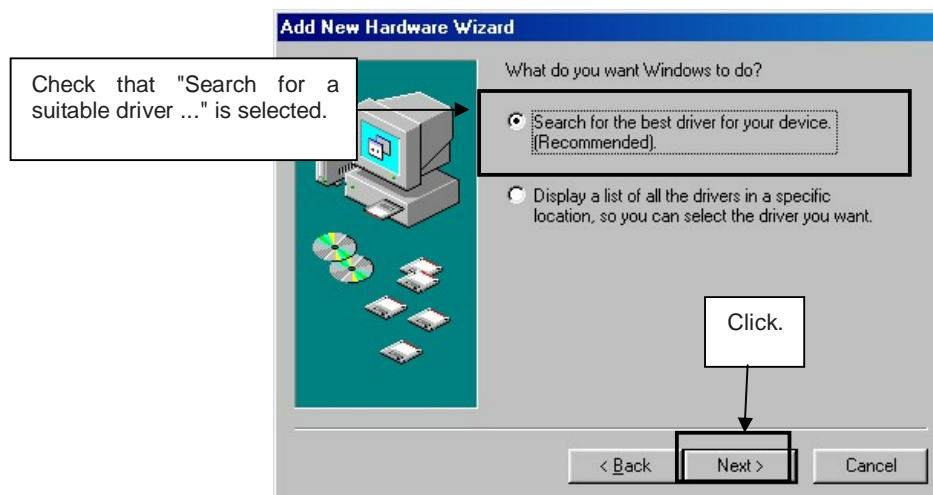 Add New Hardware Wizard
Check that "Search for a
suitable driver ..." is selected.
What do you want Windows to do?
Search for the best driver for your device.
(Recommended).
Display a list of all the drivers in a specific
location, so you can select the driver you want.
Click.
< Back
Next >
Cancel